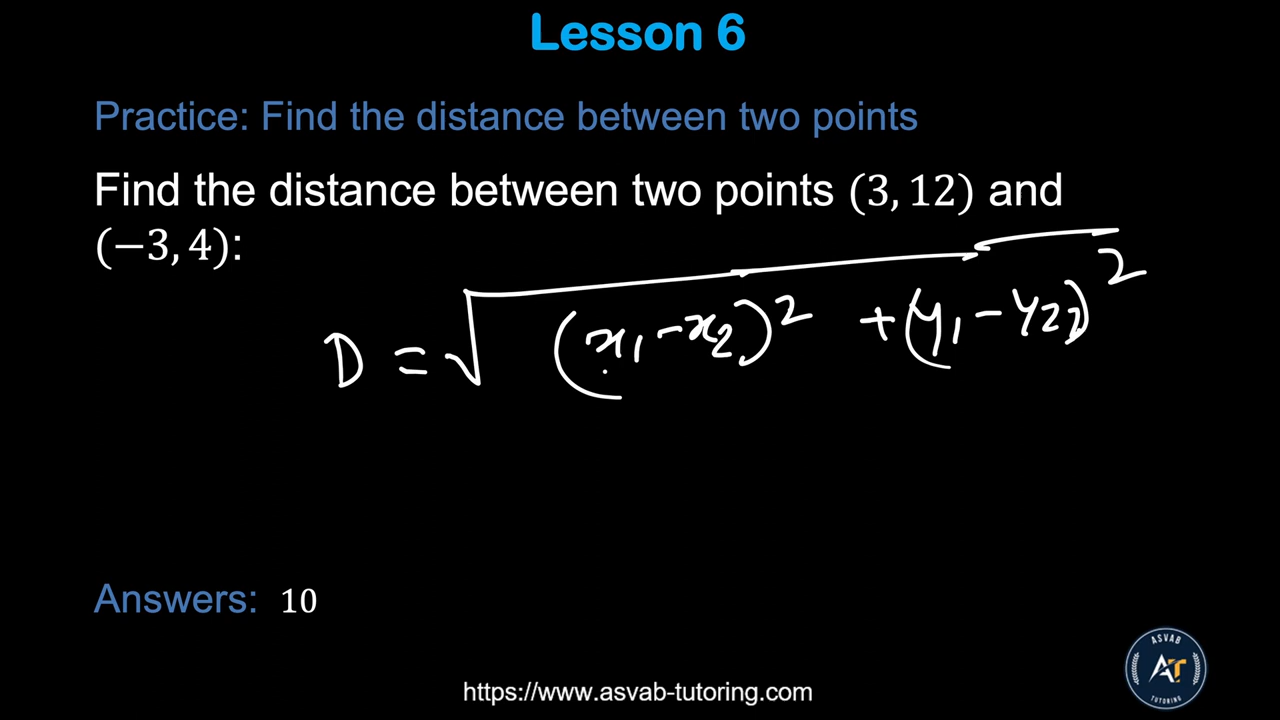 Lesson 6
Practice: Find the distance between two points
Find the distance between two points (3, 12) and
(−3, 4):
D = √(x₁ − x₂)² + (y₁ − y₂)²
Answers: 10
https://www.asvab-tutoring.com
ASVAB
AT
TUTORING